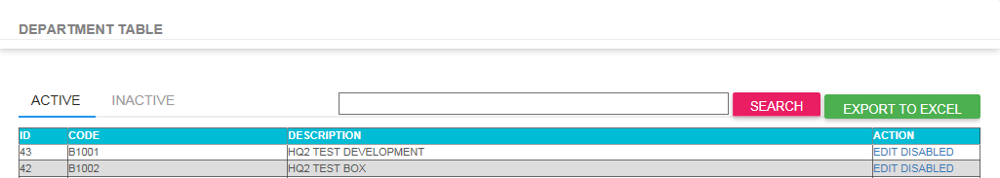 DEPARTMENT TABLE
ACTIVE INACTIVE SEARCH EXPORT TO EXCEL
ID CODE DESCRIPTION ACTION
43 B1001 HQ2 TEST DEVELOPMENT EDIT DISABLED
42 B1002 HQ2 TEST BOX EDIT DISABLED